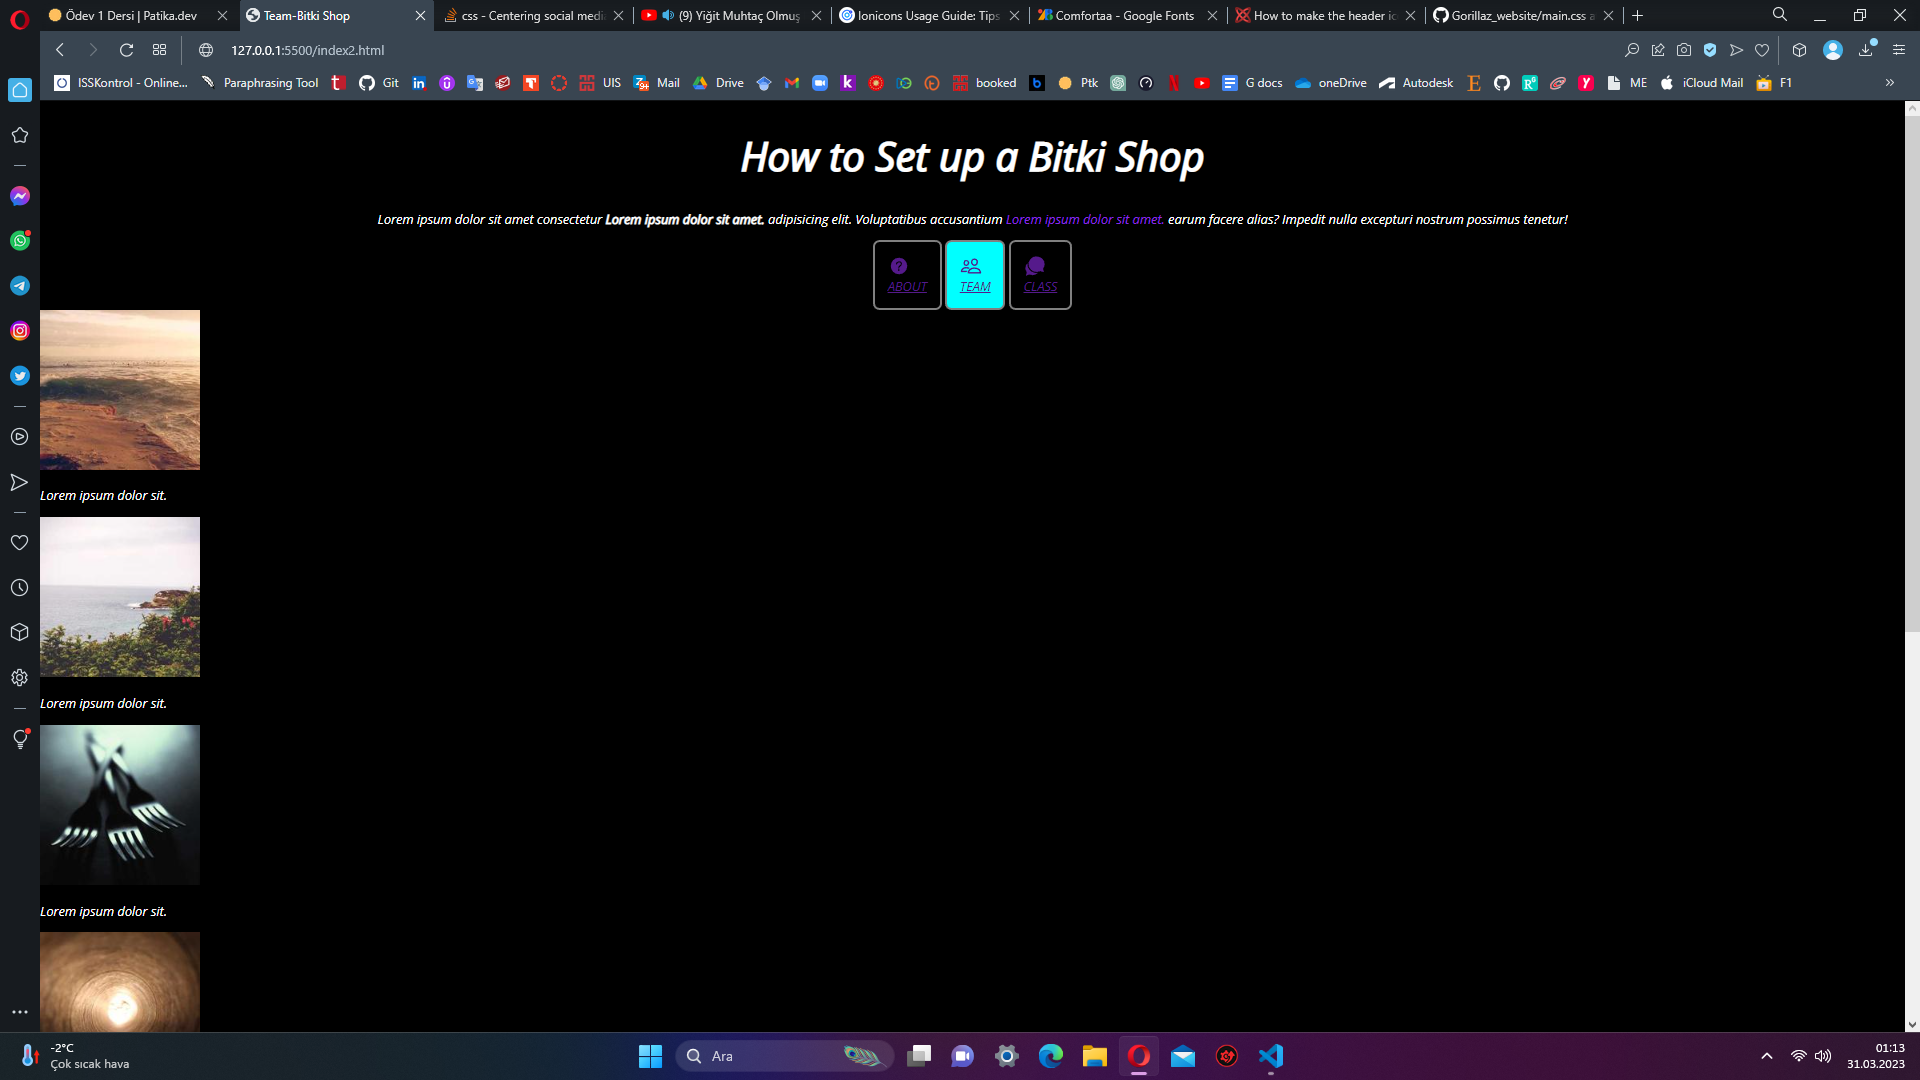 Ödev 1 Dersi | Patika.dev
Team-Bitki Shop
css - Centering social media
(9) Yiğit Muhtaç Olmuş
Ionicons Usage Guide: Tips
Comfortaa - Google Fonts
How to make the header ic
Gorillaz_website/main.css a
127.0.0.1:5500/index2.html
ISSKontrol - Online...
Paraphrasing Tool
Git
UIS
Mail
Drive
booked
Ptk
G docs
oneDrive
Autodesk
ME
iCloud Mail
F1
How to Set up a Bitki Shop
Lorem ipsum dolor sit amet consectetur Lorem ipsum dolor sit amet. adipisicing elit. Voluptatibus accusantium Lorem ipsum dolor sit amet. earum facere alias? Impedit nulla excepturi nostrum possimus tenetur!
ABOUT
TEAM
CLASS
Lorem ipsum dolor sit.
Lorem ipsum dolor sit.
Lorem ipsum dolor sit.
-2°C
Çok sıcak hava
Ara
01:13
31.03.2023